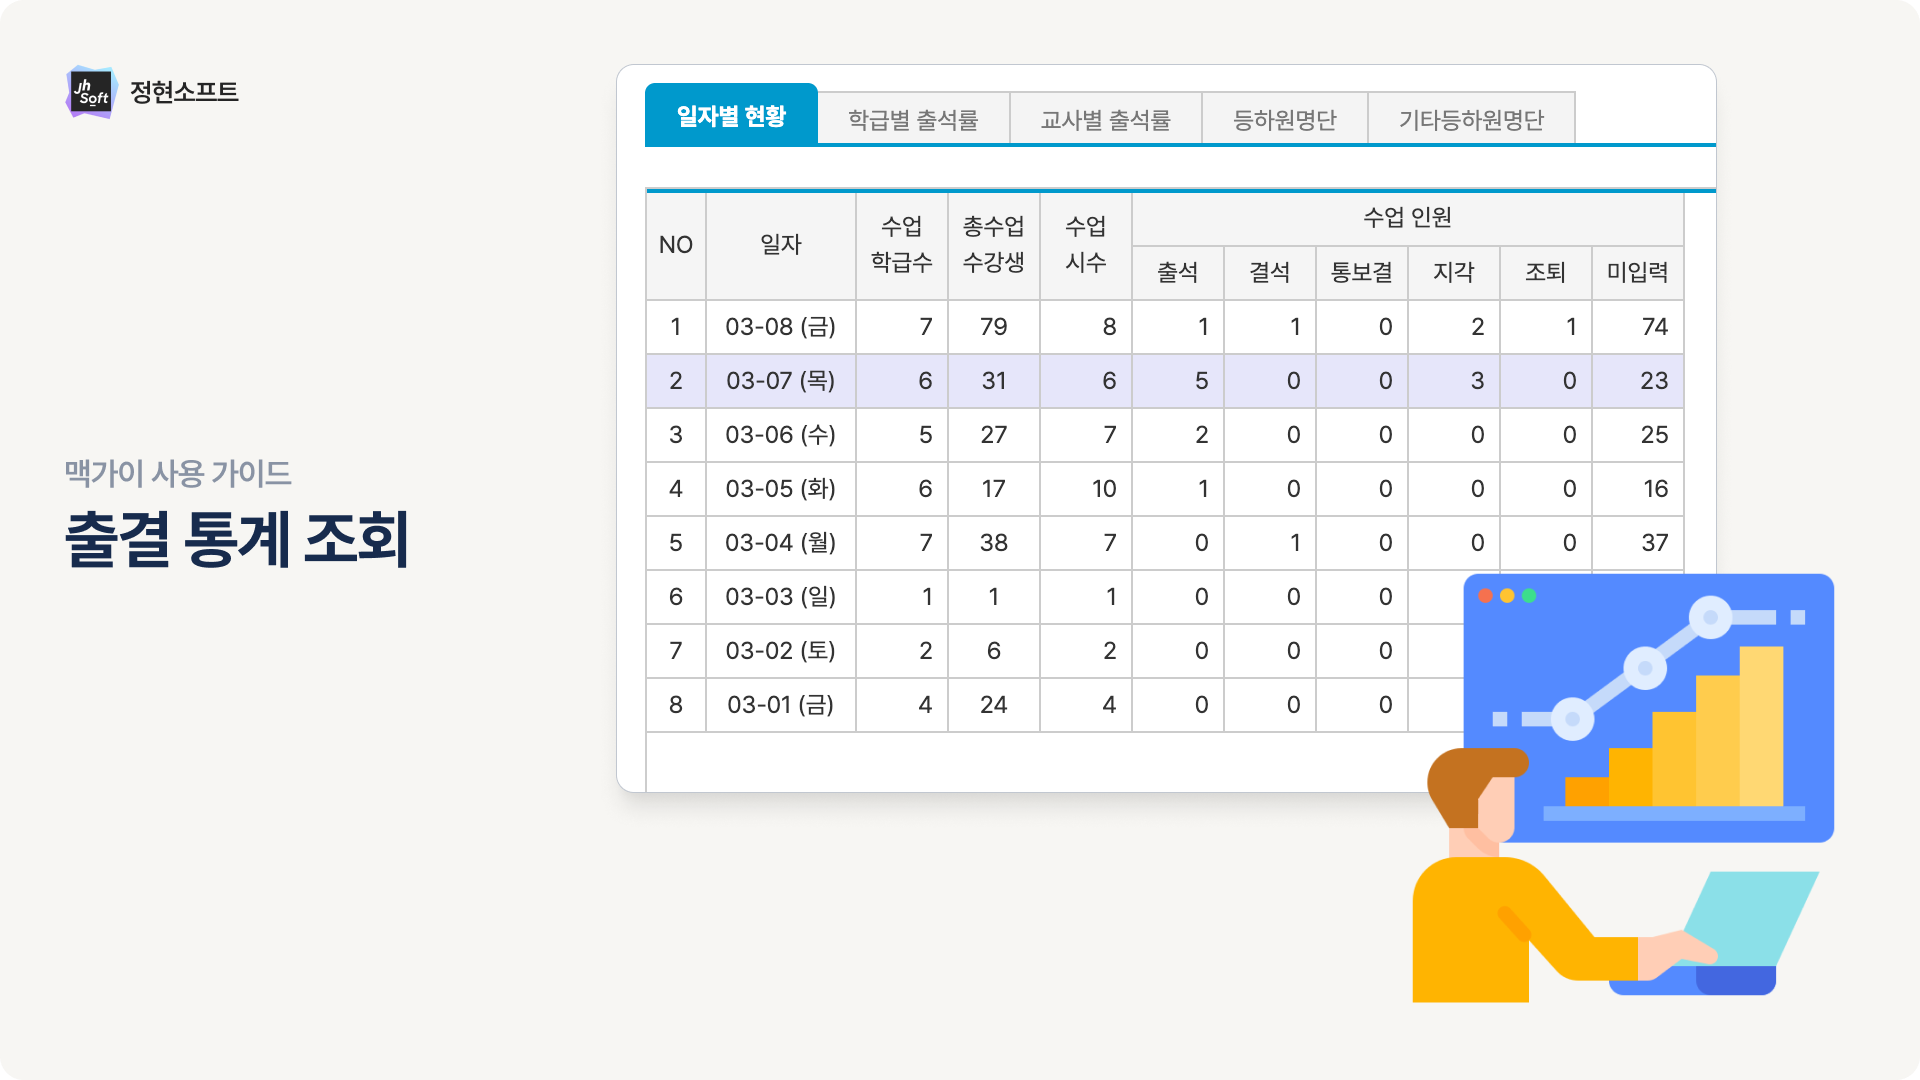 Jh
Soft
정현소프트
맥가이 사용 가이드
출결 통계 조회
일자별 현황 학급별 출석률 교사별 출석률 등하원명단 기타등하원명단
NO 일자 수업 학급수 총수업 수강생 수업 시수 수업 인원
출석 결석 통보결 지각 조퇴 미입력
1 03-08 (금) 7 79 8 1 1 0 2 1 74
2 03-07 (목) 6 31 6 5 0 0 3 0 23
3 03-06 (수) 5 27 7 2 0 0 0 0 25
4 03-05 (화) 6 17 10 1 0 0 0 0 16
5 03-04 (월) 7 38 7 0 1 0 0 0 37
6 03-03 (일) 1 1 1 0 0 0
7 03-02 (토) 2 6 2 0 0 0
8 03-01 (금) 4 24 4 0 0 0